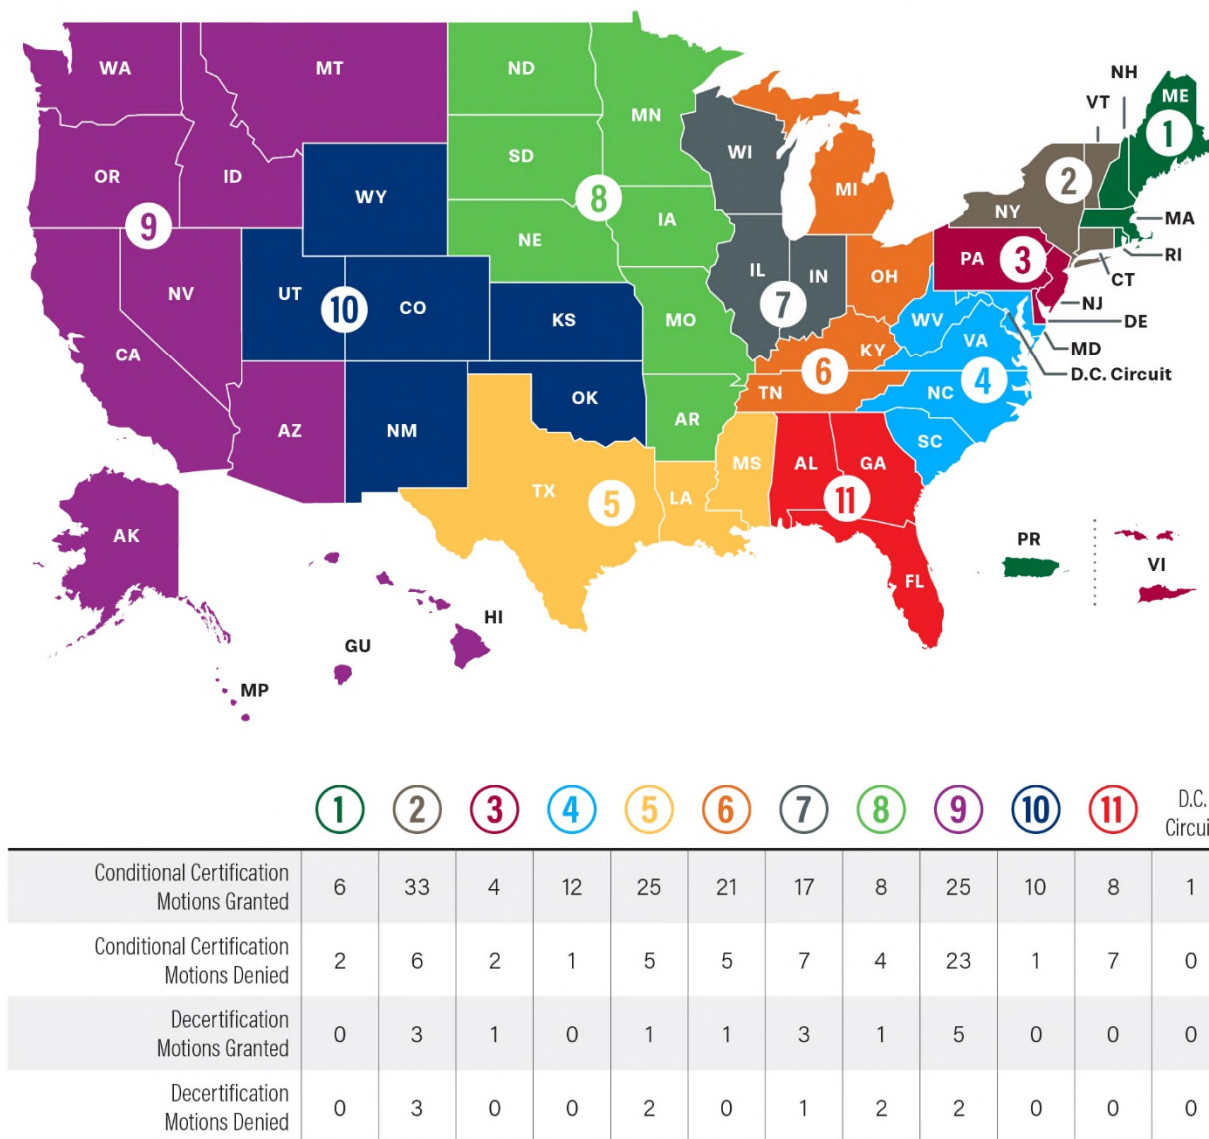 NH
WA
MT
ND
VT
ME
MN
1
WI
OR
ID
SD
2
MI
WY
8
NY
MA
9
IA
NE
PA
3
RI
IL
IN
OH
CT
NV
UT
10
CO
7
NJ
KS
MO
WV
DE
VA
MD
CA
KY
6
D.C. Circuit
4
TN
NC
OK
AR
AZ
NM
SC
MS
AL
GA
TX
5
LA
11
AK
PR
VI
FL
HI
GU
MP
1 2 3 4 5 6 7 8 9 10 11 D.C.
Circui
Conditional Certification
Motions Granted 6 33 4 12 25 21 17 8 25 10 8 1
Conditional Certification
Motions Denied 2 6 2 1 5 5 7 4 23 1 7 0
Decertification
Motions Granted 0 3 1 0 1 1 3 1 5 0 0 0
Decertification
Motions Denied 0 3 0 0 2 0 1 2 2 0 0 0